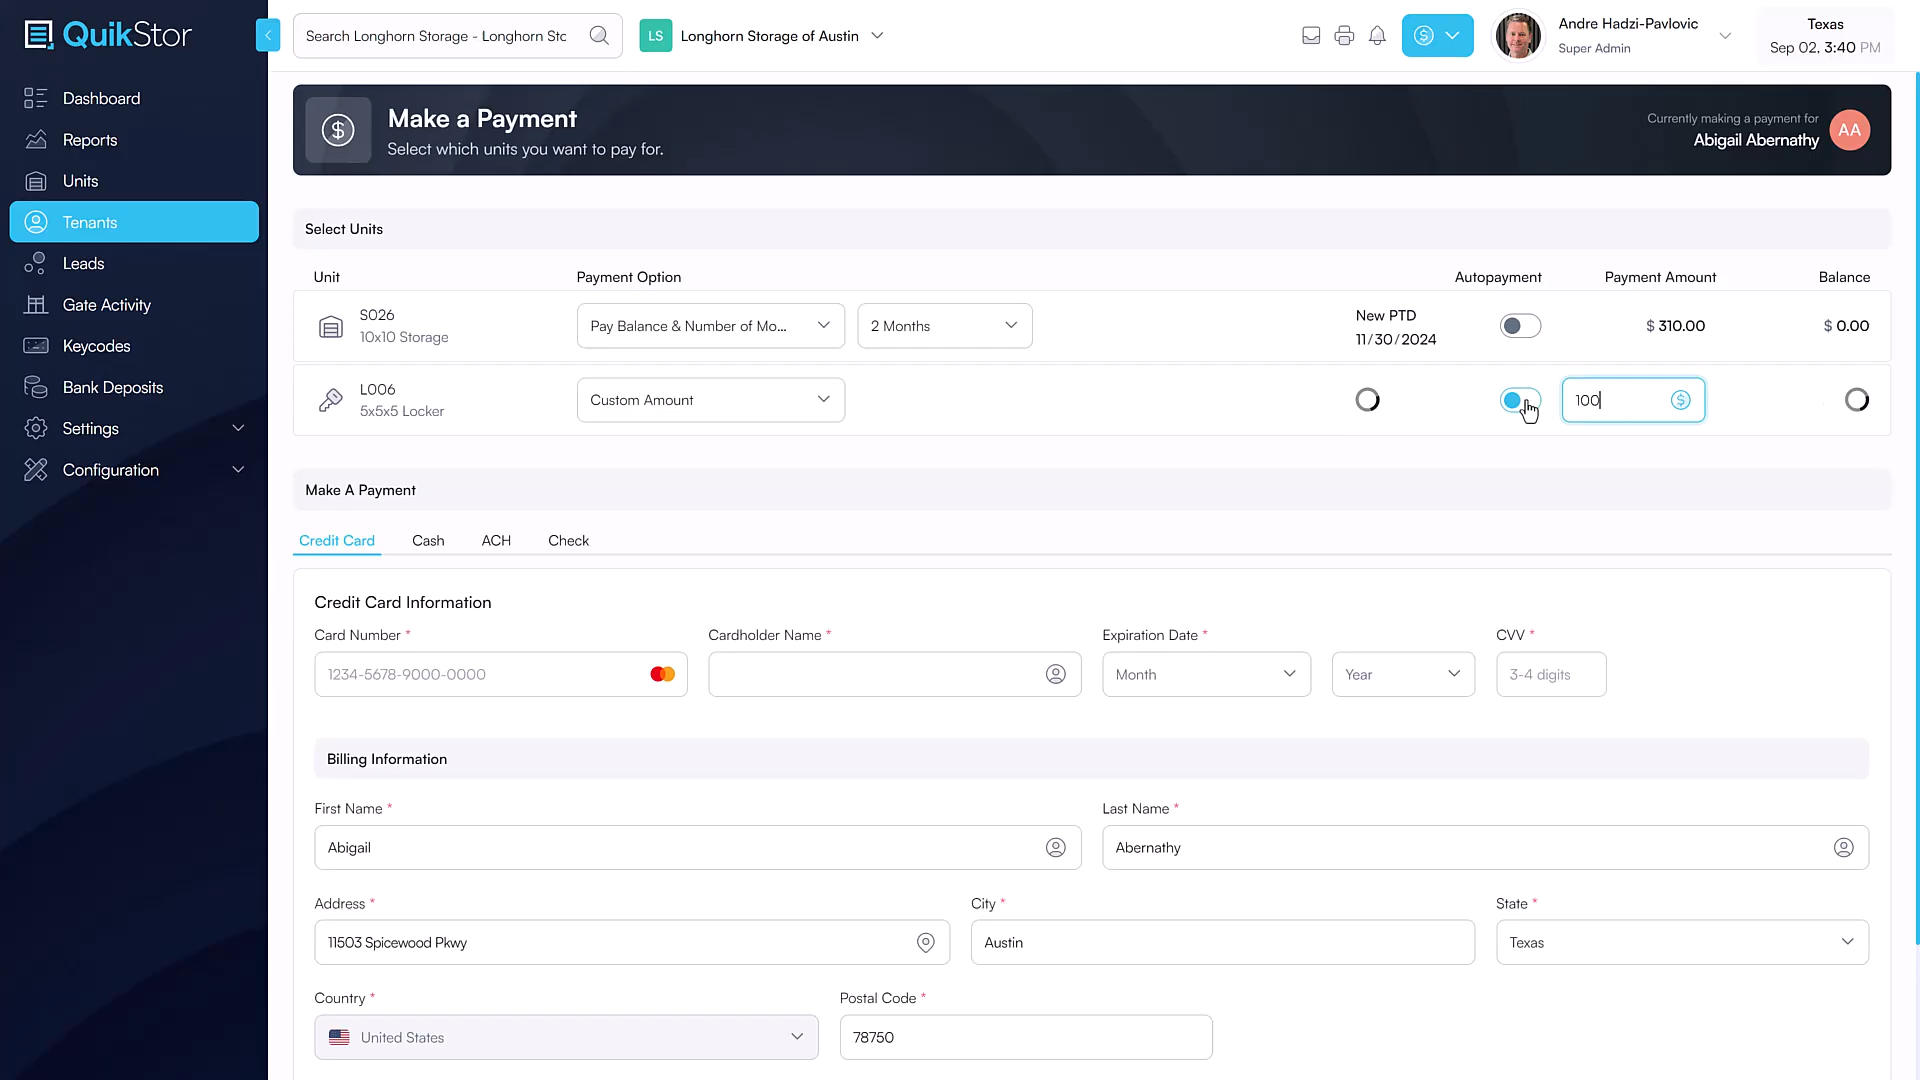 QuikStor
Search Longhorn Storage - Longhorn Stc
LS
Longhorn Storage of Austin
Andre Hadzi-Pavlovic
Super Admin
Texas
Sep 02, 3:40 PM
Dashboard
Reports
Units
Tenants
Leads
Gate Activity
Keycodes
Bank Deposits
Settings
Configuration
Make a Payment
Select which units you want to pay for.
Currently making a payment for
Abigail Abernathy
AA
Select Units
Unit Payment Option Autopayment Payment Amount Balance
S026
10x10 Storage
Pay Balance & Number of Mo...
2 Months
New PTD
11/30/2024
$ 310.00
$ 0.00
L006
5x5x5 Locker
Custom Amount
100
Make A Payment
Credit Card Cash ACH Check
Credit Card Information
Card Number * Cardholder Name * Expiration Date * CVV *
1234-5678-9000-0000 Month Year 3-4 digits
Billing Information
First Name * Last Name *
Abigail Abernathy
Address * City * State *
11503 Spicewood Pkwy Austin Texas
Country * Postal Code *
United States 78750